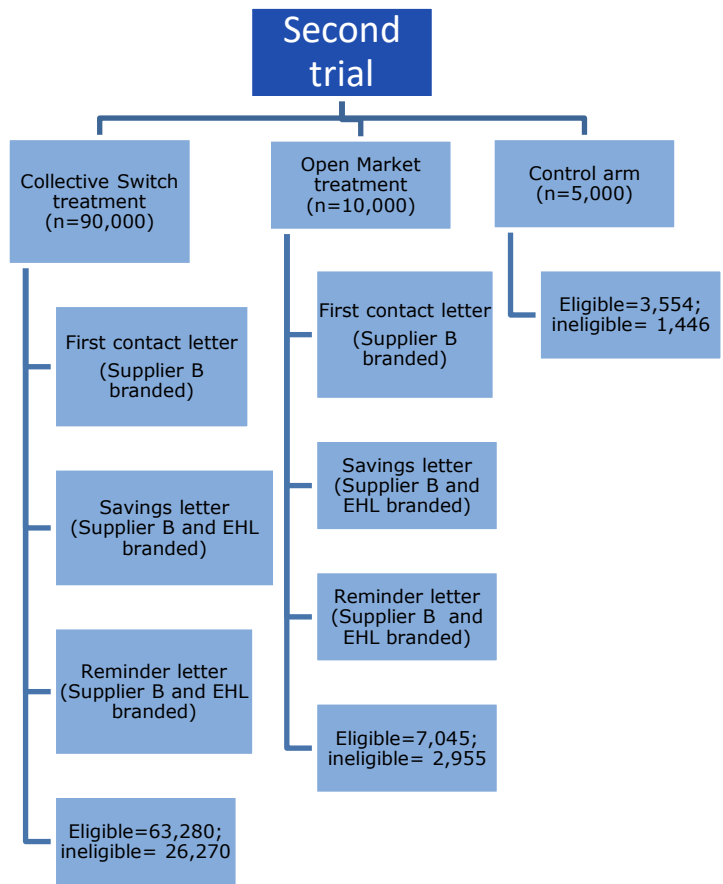 Second
trial
Collective Switch
treatment
(n=90,000)
First contact letter
(Supplier B
branded)
Savings letter
(Supplier B and EHL
branded)
Reminder letter
(Supplier B and EHL
branded)
Eligible=63,280;
ineligible= 26,270
Open Market
treatment
(n=10,000)
First contact letter
(Supplier B
branded)
Savings letter
(Supplier B and
EHL branded)
Reminder letter
(Supplier B and
EHL branded)
Eligible=7,045;
ineligible= 2,955
Control arm
(n=5,000)
Eligible=3,554;
ineligible= 1,446